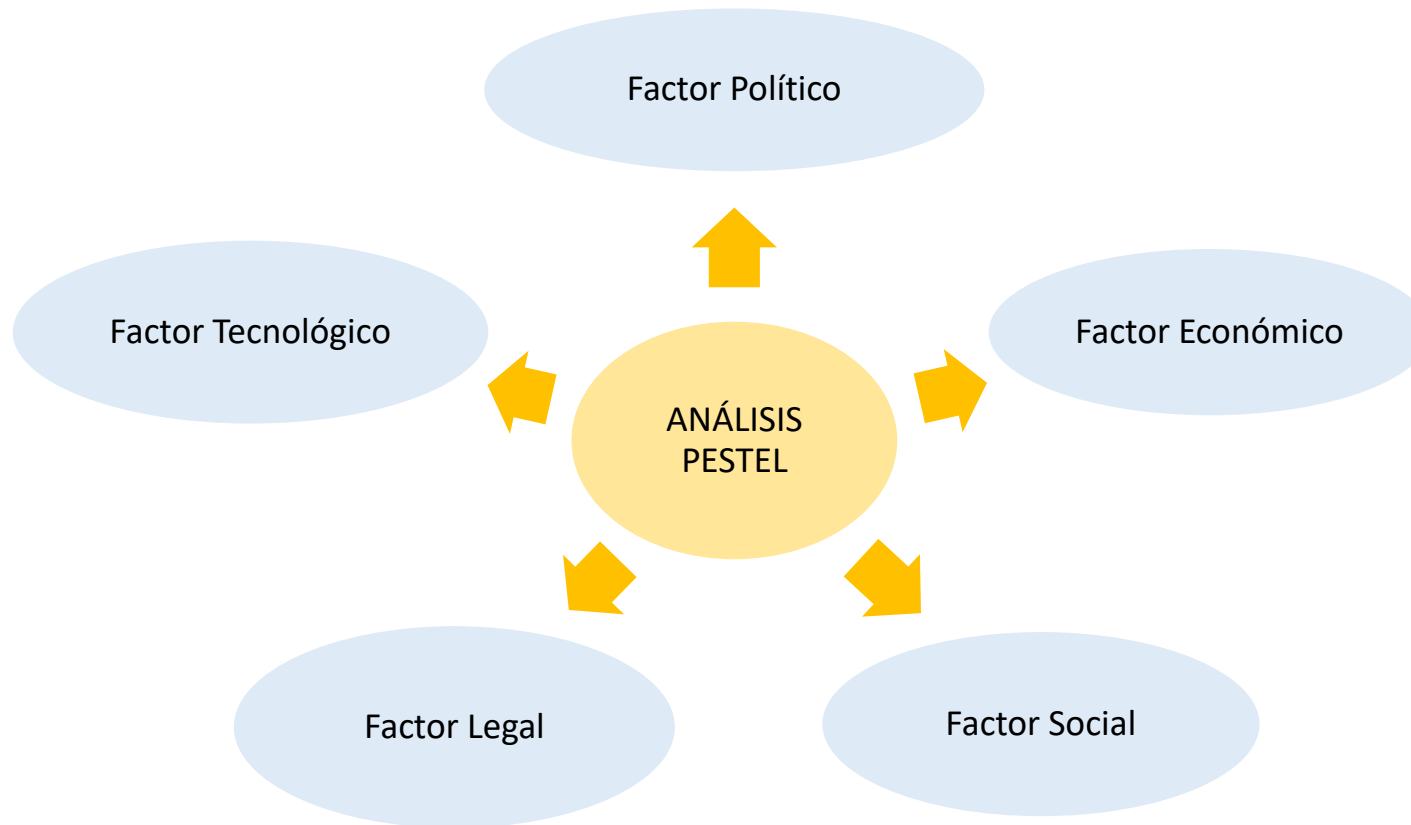 Factor Político
Factor Tecnológico
Factor Económico
ANÁLISIS
PESTEL
Factor Legal
Factor Social